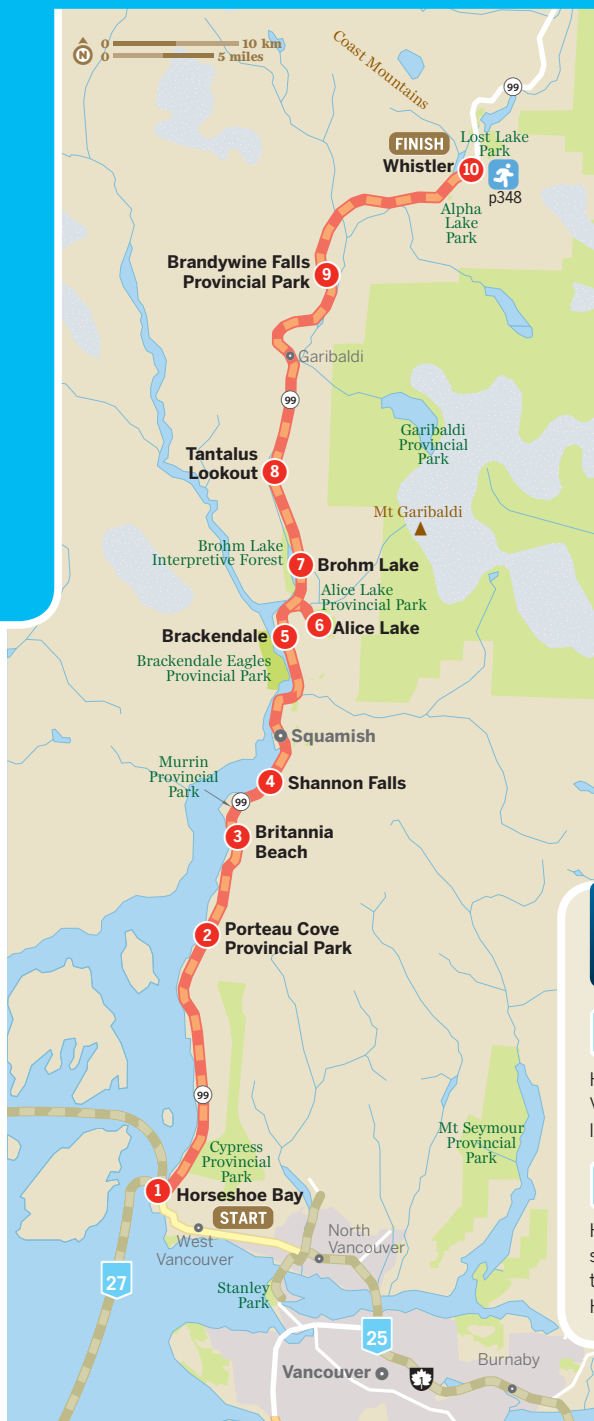 0 10 km
N
0 5 miles
Coast Mountains
99
FINISH
Lost Lake
Park
Whistler
10
p348
Alpha
Lake
Park
Brandywine Falls
Provincial Park
9
Garibaldi
99
Garibaldi
Provincial
Park
Tantalus
Lookout
8
Mt Garibaldi
Brohm Lake
Interpretive Forest
7
Brohm Lake
Alice Lake
Provincial Park
6
Alice Lake
Brackendale
5
Brackendale Eagles
Provincial Park
Squamish
Murrin
Provincial
Park
4
Shannon Falls
99
3
Britannia
Beach
2
Porteau Cove
Provincial Park
99
Mt Seymour
Provincial
Park
Cypress
Provincial
Park
1
Horseshoe Bay
START
West
Vancouver
North
Vancouver
27
Stanley
Park
25
Vancouver
1
Burnaby